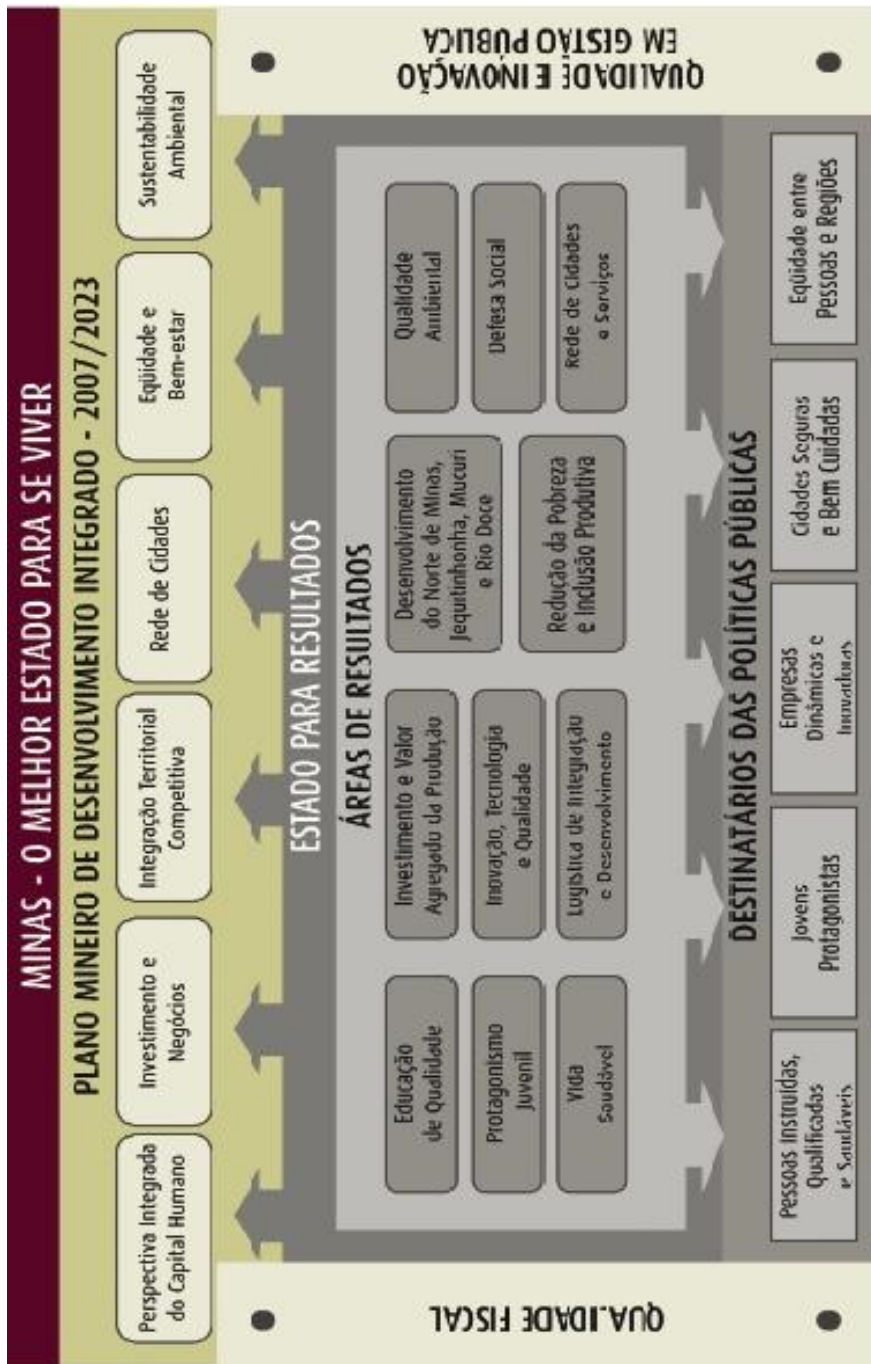 MINAS - O MELHOR ESTADO PARA SE VIVER
PLANO MINEIRO DE DESENVOLVIMENTO INTEGRADO - 2007/2023
Perspectiva Integrada
do Capital Humano
Investimento e
Negócios
Integração Territorial
Competitiva
Rede de Cidades
Eqüidade e
Bem-estar
Sustentabilidade
Ambiental
ESTADO PARA RESULTADOS
ÁREAS DE RESULTADOS
Educação
de Qualidade
Protagonismo
Juvenil
Vida
Saudável
Investimento e Valor
Agregado da Produção
Inovação, Tecnologia
e Qualidade
Logística de Integração
e Desenvolvimento
Desenvolvimento
do Norte de Minas,
Jequitinhonha, Mucuri
e Rio Doce
Redução da Pobreza
e Inclusão Produtiva
Qualidade
Ambiental
Defesa Social
Rede de Cidades
e Serviços
QUALIDADE FISCAL
QUALIDADE E INOVAÇÃO
EM GESTÃO PÚBLICA
DESTINATÁRIOS DAS POLÍTICAS PÚBLICAS
Pessoas Instruídas,
Qualificadas
e Saudáveis
Jovens
Protagonistas
Empresas
Dinâmicas e
Inovadoras
Cidades Seguras
e Bem Cuidadas
Eqüidade entre
Pessoas e Regiões